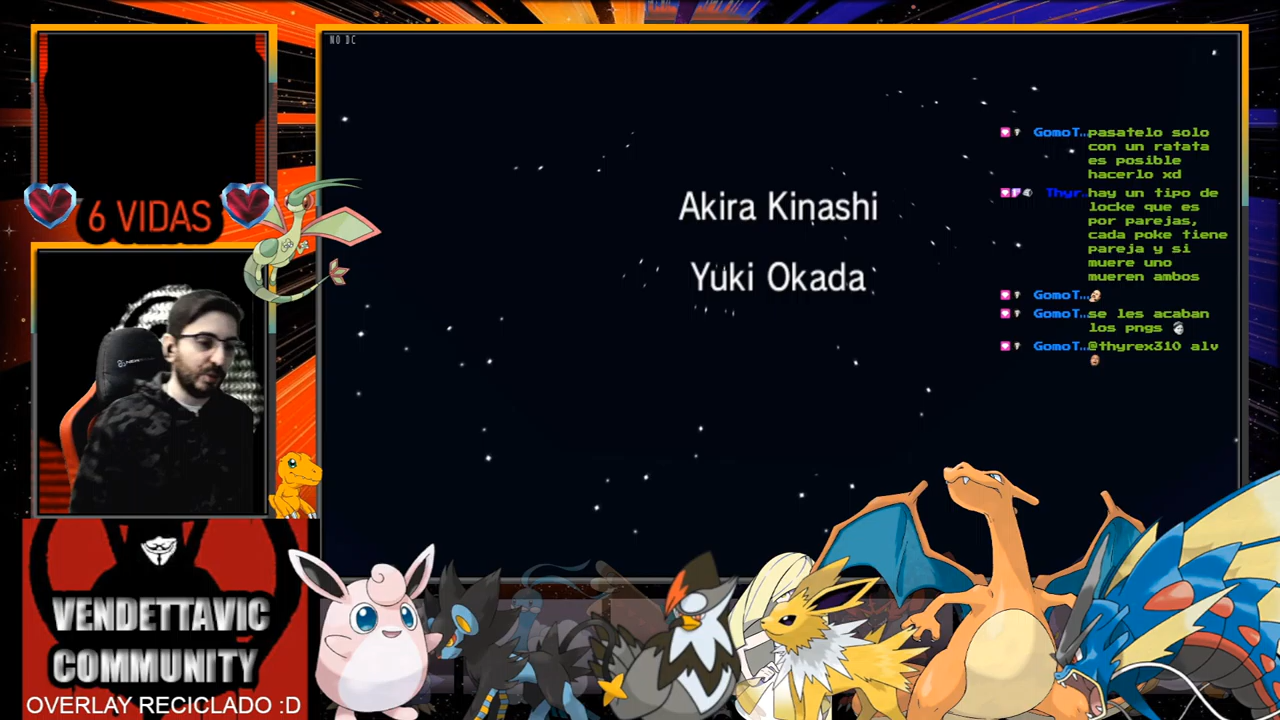 NO DC
6 VIDAS
Akira Kinashi
Yuki Okada
GomoT... pasatelo solo
con un ratata
es posible
hacerlo xd
Thyr... hay un tipo de
locke que es
por parejas,
cada poke tiene
pareja y si
muere uno
mueren ambos
GomoT...
GomoT... se les acaban
los pngs
GomoT... @thyrex310 alv
VENDETTAVIC
COMMUNITY
OVERLAY RECICLADO :D